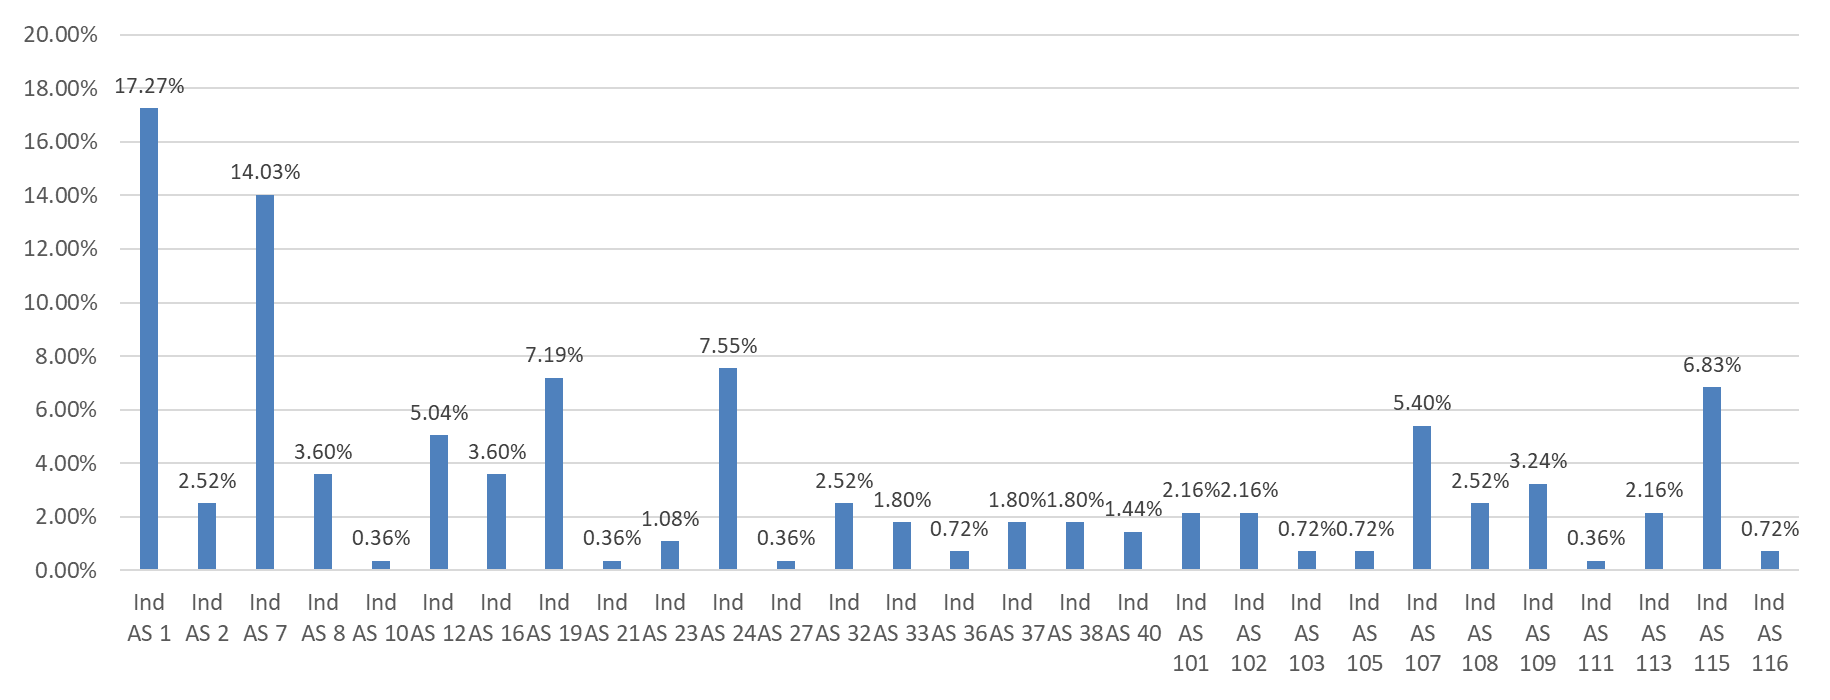 20.00%
18.00%
16.00%
14.00%
12.00%
10.00%
8.00%
6.00%
4.00%
2.00%
0.00%
17.27%
2.52%
14.03%
3.60%
0.36%
5.04%
3.60%
7.19%
0.36%
1.08%
7.55%
0.36%
2.52%
1.80%
0.72%
1.80%
1.80%
1.44%
2.16%
2.16%
0.72%
0.72%
5.40%
2.52%
3.24%
0.36%
2.16%
6.83%
0.72%
Ind
AS 1
Ind
AS 2
Ind
AS 7
Ind
AS 8
Ind
AS 10
Ind
AS 12
Ind
AS 16
Ind
AS 19
Ind
AS 21
Ind
AS 23
Ind
AS 24
Ind
AS 27
Ind
AS 32
Ind
AS 33
Ind
AS 36
Ind
AS 37
Ind
AS 38
Ind
AS 40
Ind
AS
101
Ind
AS
102
Ind
AS
103
Ind
AS
105
Ind
AS
107
Ind
AS
108
Ind
AS
109
Ind
AS
111
Ind
AS
113
Ind
AS
115
Ind
AS
116